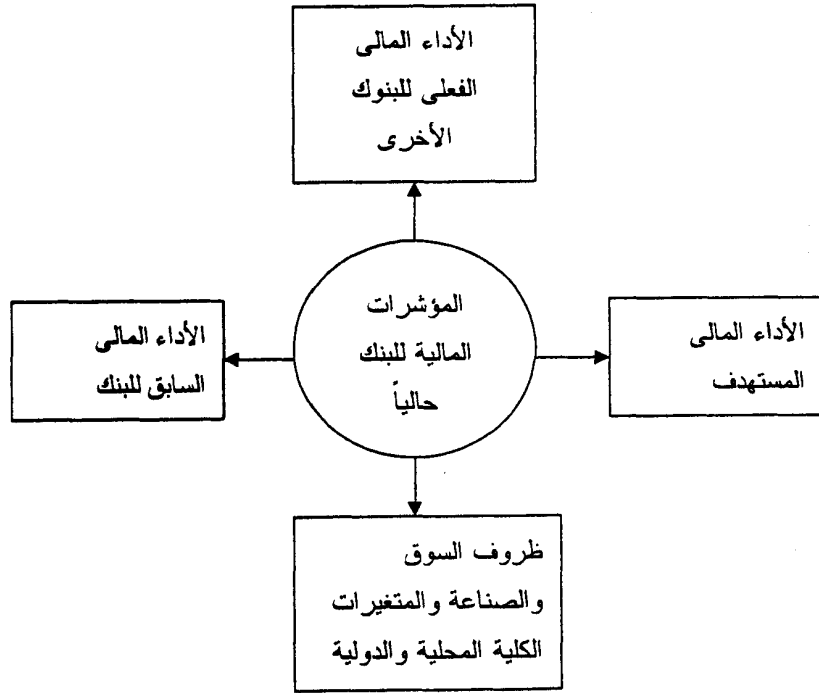 الأداء المالى
الفعلى للبنوك
الأخرى
المؤشرات
المالية للبنك
حالياً
الأداء المالى
المستهدف
الأداء المالى
السابق للبنك
ظروف السوق
والصناعة والمتغيرات
الكلية المحلية والدولية